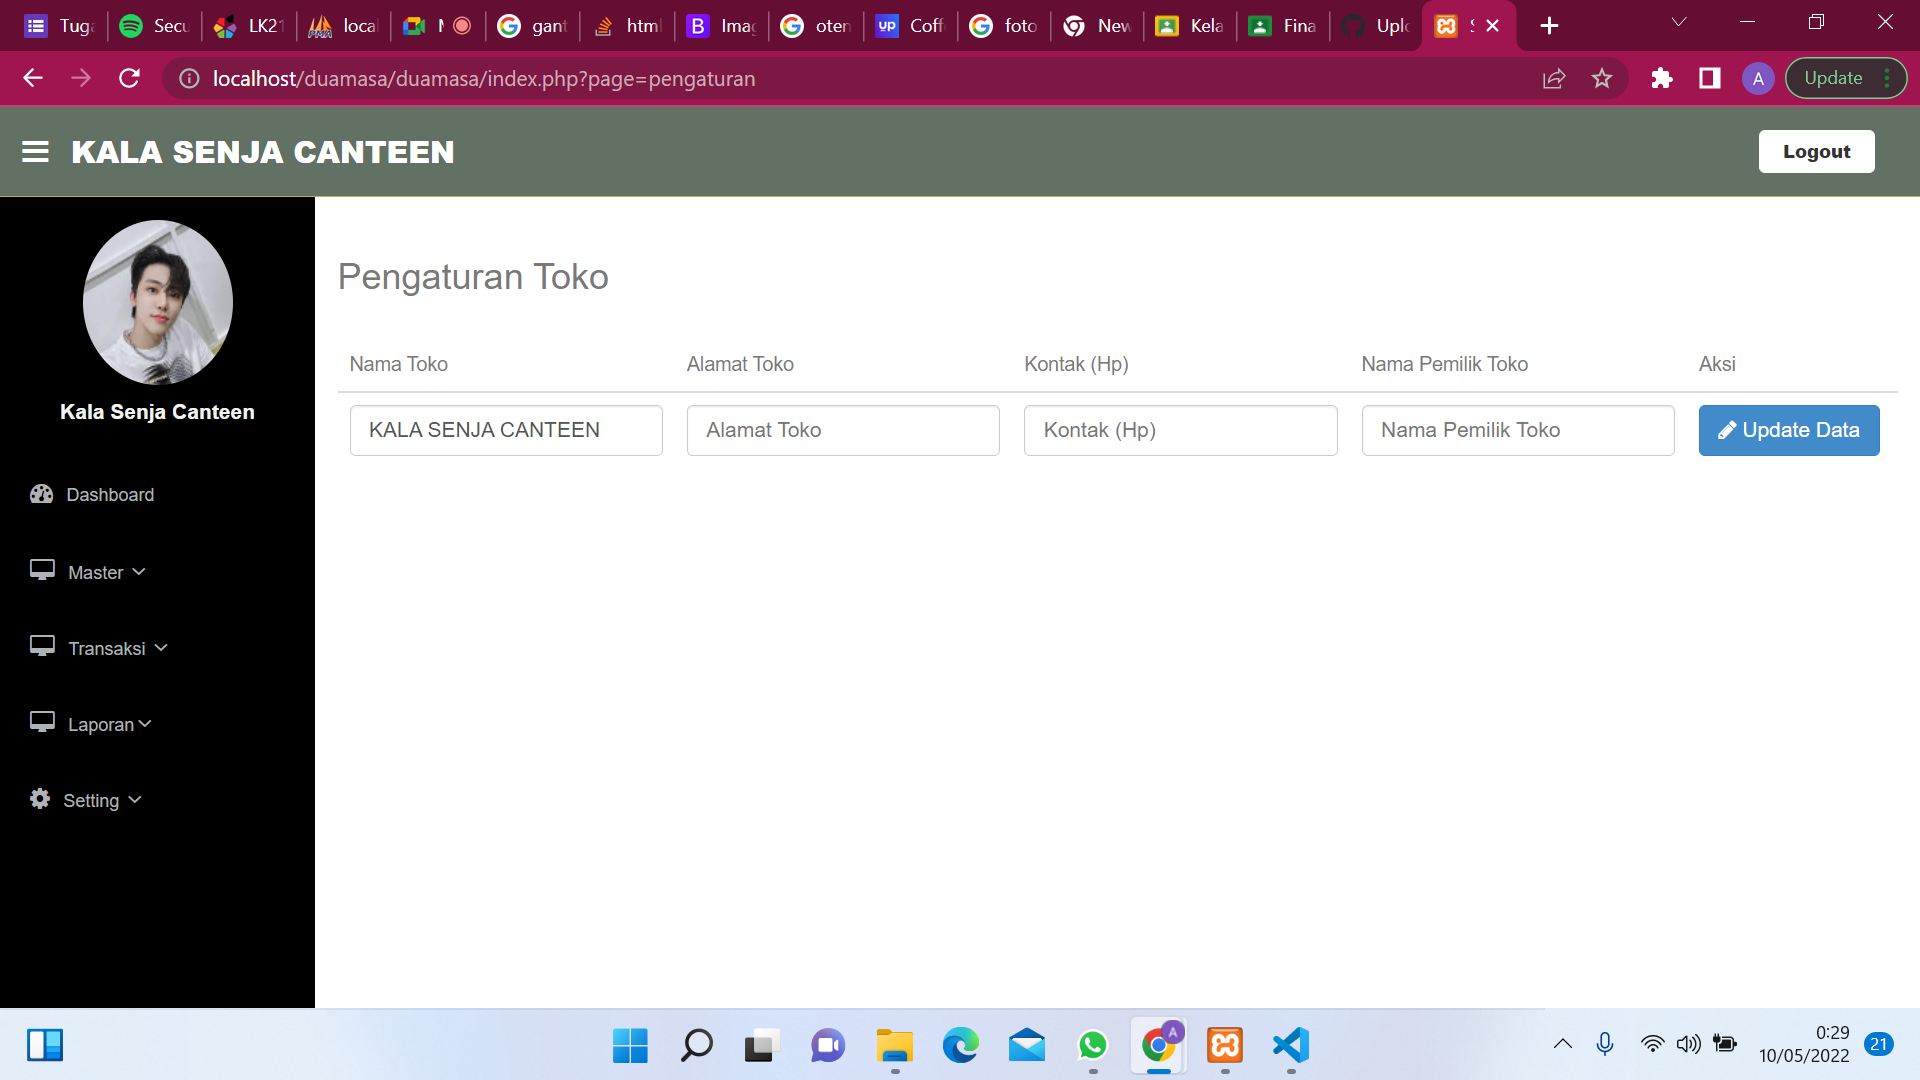 Tuga
Secu
LK21
local
gant
html
Imag
oten
Coff
foto
New
Kela
Fina
Uplo
localhost/duamasa/duamasa/index.php?page=pengaturan
A
Update
KALA SENJA CANTEEN
Logout
Kala Senja Canteen
Dashboard
Master
Transaksi
Laporan
Setting
Pengaturan Toko
Nama Toko Alamat Toko Kontak (Hp) Nama Pemilik Toko Aksi
KALA SENJA CANTEEN Alamat Toko Kontak (Hp) Nama Pemilik Toko Update Data
0:29
10/05/2022
21